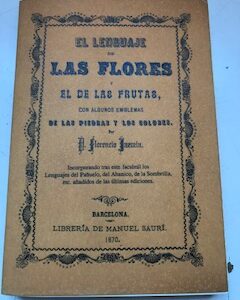 EL LENGUAJE
DE
LAS FLORES
Y
EL DE LAS FRUTAS,
CON ALGUNOS EMBLEMAS
DE LAS PIEDRAS Y LOS COLORES.
Por
D. Florencio
Incorporando tras este facsímil los
Lenguajes del Pañuelo, del Abanico, de la Sombrilla,
etc. añadidos de las últimas ediciones.
BARCELONA.
LIBRERÍA DE MANUEL SAURÍ.
1870.